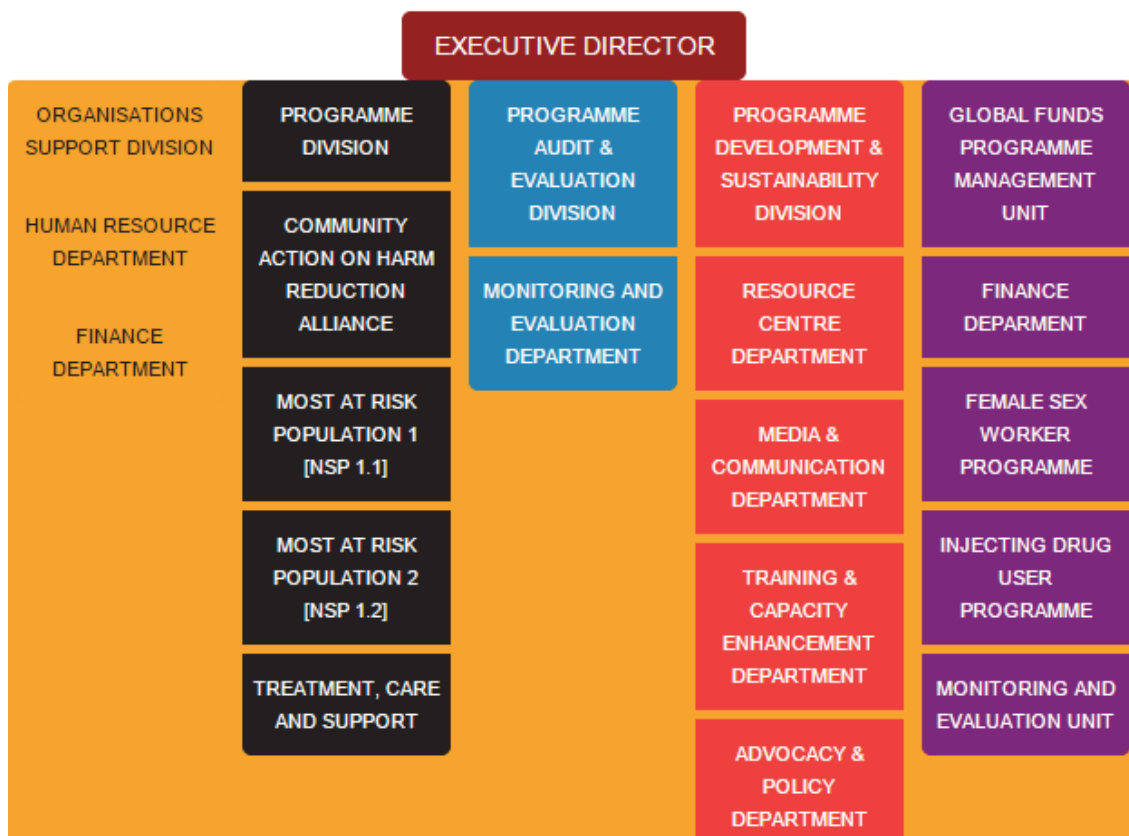 EXECUTIVE DIRECTOR
ORGANISATIONS
SUPPORT DIVISION
HUMAN RESOURCE
DEPARTMENT
FINANCE
DEPARTMENT
PROGRAMME
DIVISION
COMMUNITY
ACTION ON HARM
REDUCTION
ALLIANCE
MOST AT RISK
POPULATION 1
[NSP 1.1]
MOST AT RISK
POPULATION 2
[NSP 1.2]
TREATMENT, CARE
AND SUPPORT
PROGRAMME
AUDIT &
EVALUATION
DIVISION
MONITORING AND
EVALUATION
DEPARTMENT
PROGRAMME
DEVELOPMENT &
SUSTAINABILITY
DIVISION
RESOURCE
CENTRE
DEPARTMENT
MEDIA &
COMMUNICATION
DEPARTMENT
TRAINING &
CAPACITY
ENHANCEMENT
DEPARTMENT
ADVOCACY &
POLICY
DEPARTMENT
GLOBAL FUNDS
PROGRAMME
MANAGEMENT
UNIT
FINANCE
DEPARMENT
FEMALE SEX
WORKER
PROGRAMME
INJECTING DRUG
USER
PROGRAMME
MONITORING AND
EVALUATION UNIT